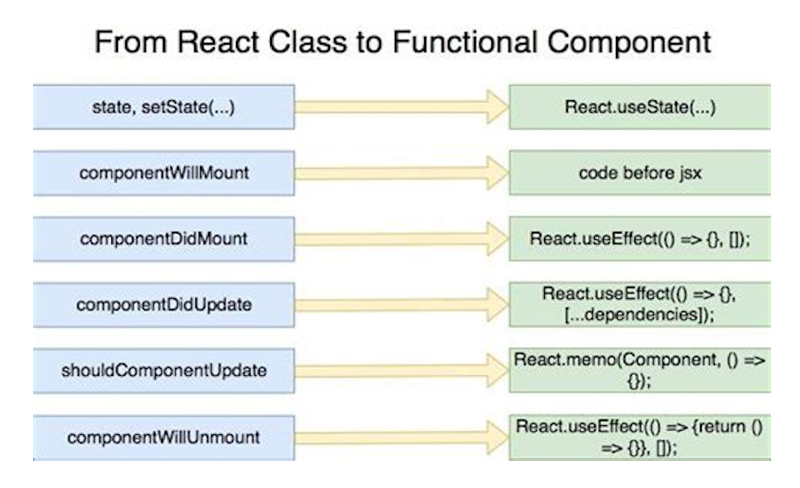 From React Class to Functional Component
state, setState(...)
React.useState(...)
componentWillMount
code before jsx
componentDidMount
React.useEffect(() => {}, []);
componentDidUpdate
React.useEffect(() => {},
[...dependencies]);
shouldComponentUpdate
React.memo(Component, () =>
{});
componentWillUnmount
React.useEffect(() => {return ()
=> {}}, []);